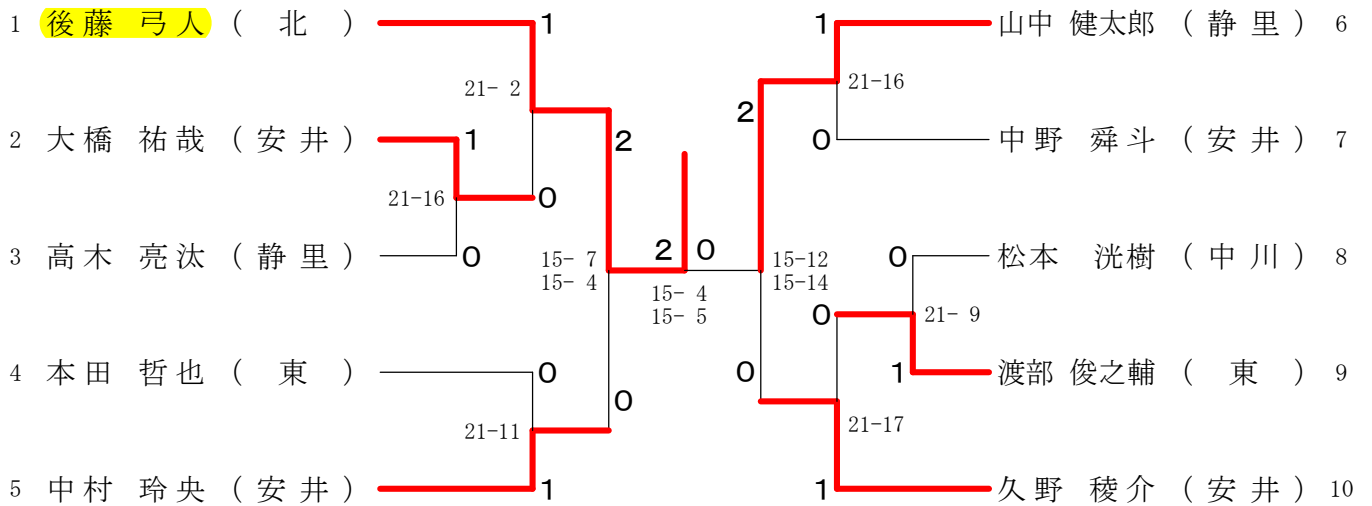 1 後藤 弓人 ( 北 ) 1 1 山中 健太郎 ( 静里 ) 6
21- 2 21-16
2 大橋 祐哉 ( 安井 ) 1 2 2 0 中野 舜斗 ( 安井 ) 7
21-16 0
3 高木 亮汰 ( 静里 ) 0 15- 7 2 0 15-12 0 松本 洸樹 ( 中川 ) 8
15- 4 15- 4 15-14
15- 5 0 21- 9
4 本田 哲也 ( 東 ) 0 0 0 1 渡部 俊之輔 ( 東 ) 9
21-11 21-17
5 中村 玲央 ( 安井 ) 1 1 久野 稜介 ( 安井 ) 10